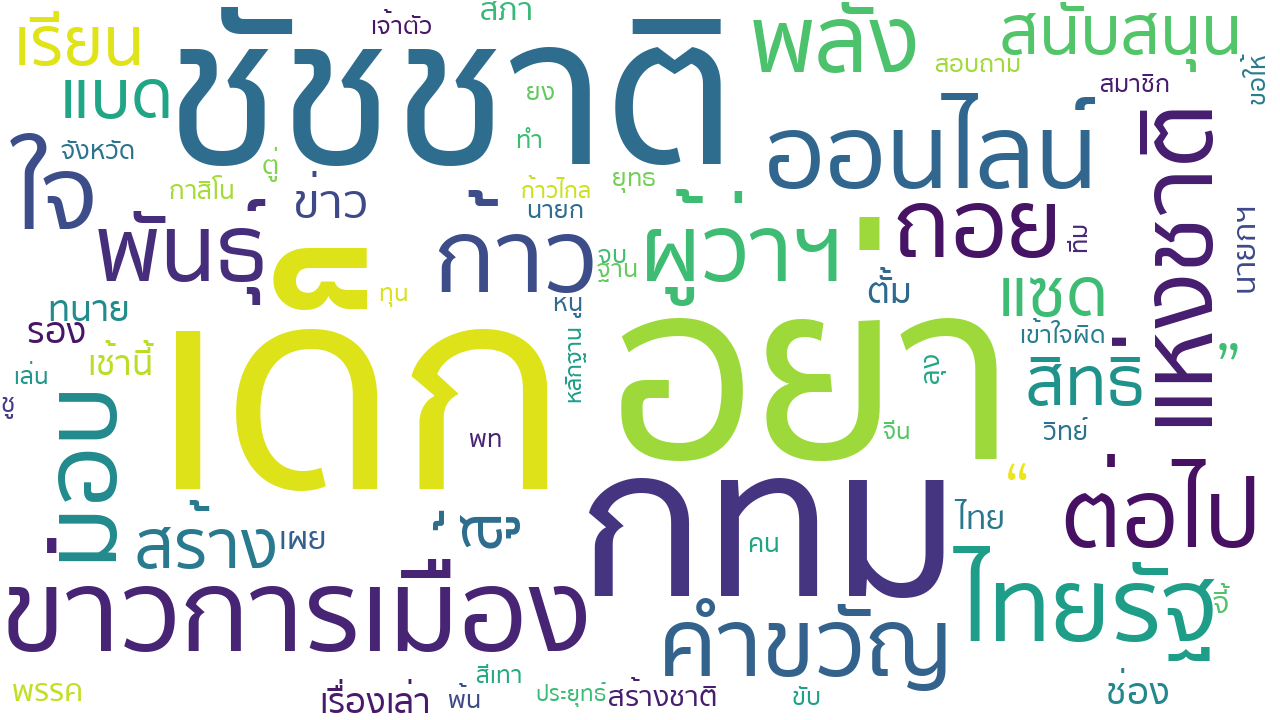 สภา
เจ้าตัว
เรียน
ชัชชาติ
พลัง
สนับสนุน
สอบถาม
ขอให้
สมาชิก
แบด
ยง
ทำ
ออนไลน์
แห่งชาติ
จังหวัด
ตู่
ใจ
กาสิโน
ข่าว
ก้าวไกล
ยุทธ
นายก
ถอย
ทีม
นายกห
พันธุ์
ก้าว
ผู้ว่าฯ
จบ
ฐาน
ทุน
หนู
ตั้ม
แซด
ทนาย
รอง
เช้านี้
เด็ก
อย่า
หลักฐาน
ลุง
เข้าใจผิด
”
สิทธิ์
เล่น
ชู
มอบ
พท
จีน
วิทย์
“
ต่อไป
กทม
ไทย
คน
สร้าง
เผย
ข่าวการเมือง
คำขวัญ
ไทยรัฐ
จี้
พรรค
เรื่องเล่า
พ้น
สีเทา
ประยุทธ์
สร้างชาติ
ขับ
ช่อง